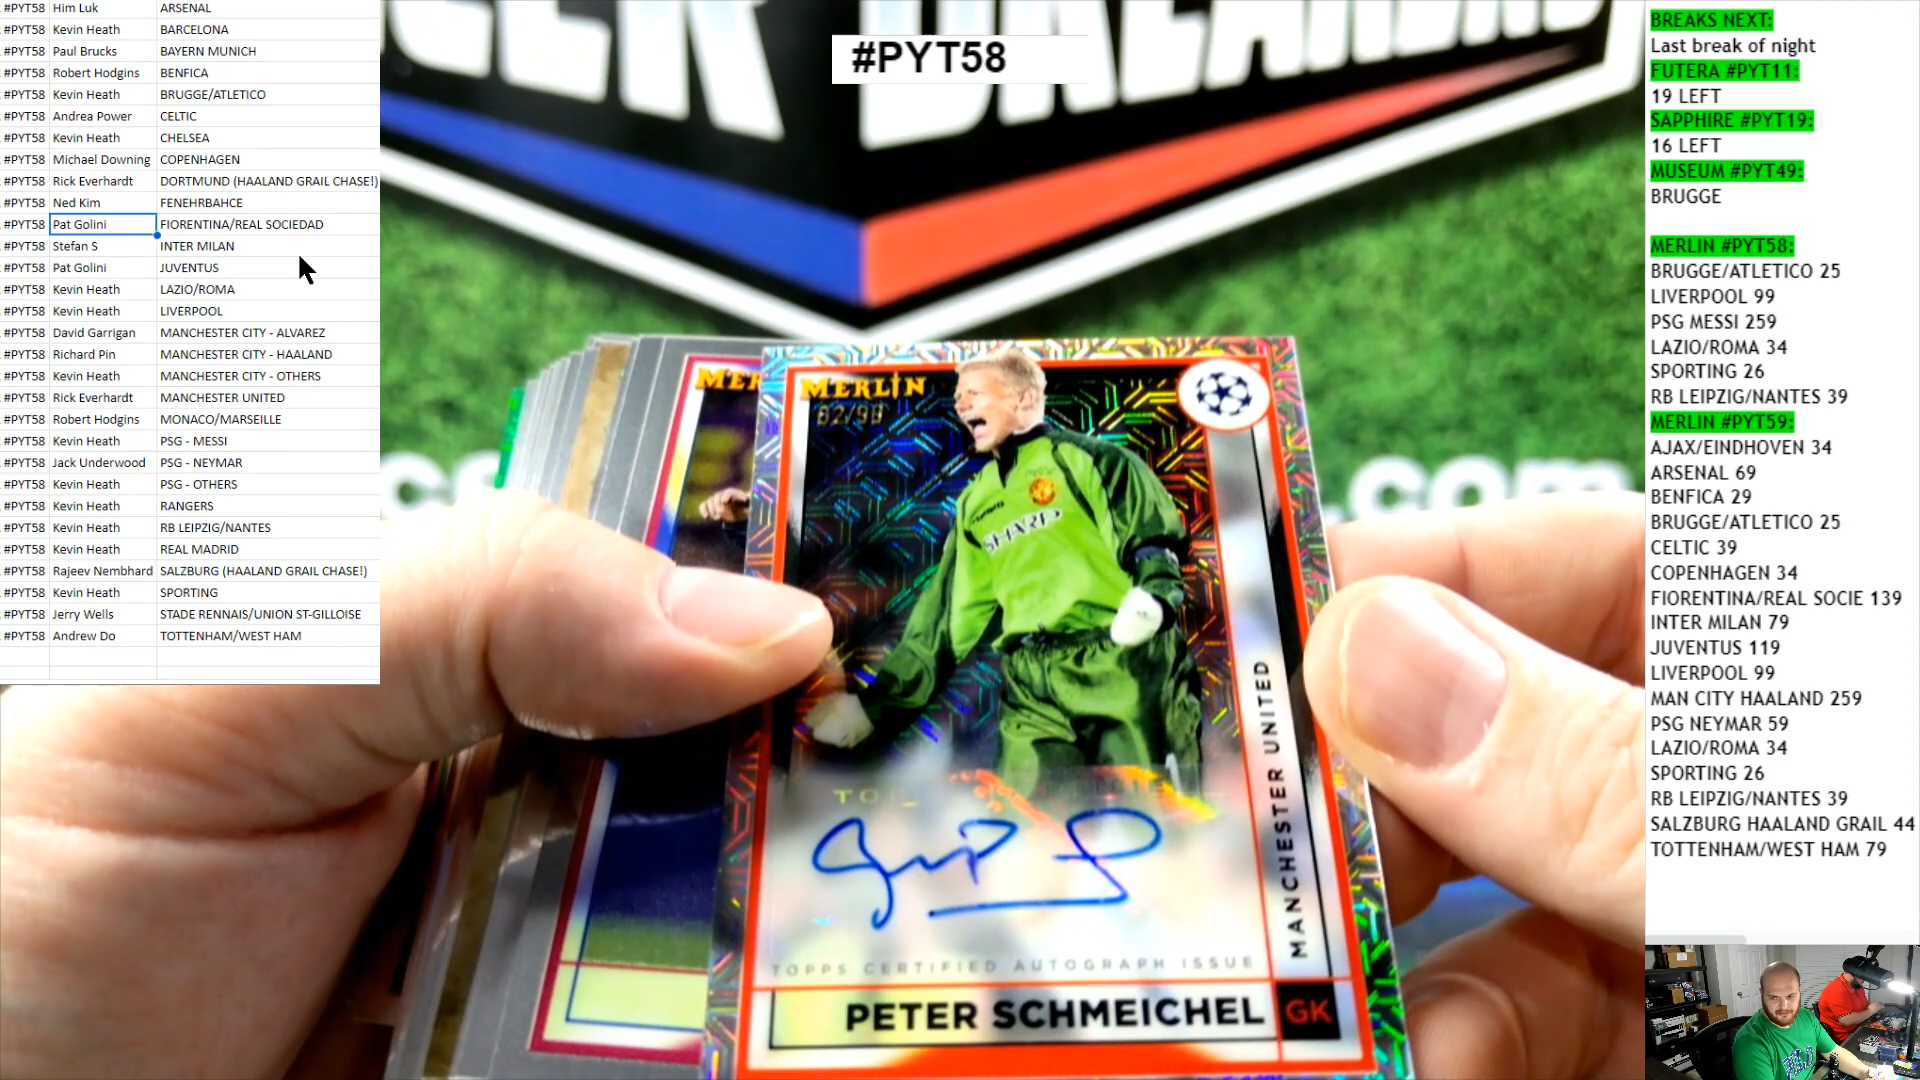 #PYT58 Him Luk ARSENAL
#PYT58 Kevin Heath BARCELONA
#PYT58 Paul Brucks BAYERN MUNICH
#PYT58 Robert Hodgins BENFICA
#PYT58 Kevin Heath BRUGGE/ATLETICO
#PYT58 Andrea Power CELTIC
#PYT58 Kevin Heath CHELSEA
#PYT58 Michael Downing COPENHAGEN
#PYT58 Rick Everhardt DORTMUND (HAALAND GRAIL CHASE!)
#PYT58 Ned Kim FENEHRBAHCE
#PYT58 Pat Golini FIORENTINA/REAL SOCIEDAD
#PYT58 Stefan S INTER MILAN
#PYT58 Pat Golini JUVENTUS
#PYT58 Kevin Heath LAZIO/ROMA
#PYT58 Kevin Heath LIVERPOOL
#PYT58 David Garrigan MANCHESTER CITY - ALVAREZ
#PYT58 Richard Pin MANCHESTER CITY - HAALAND
#PYT58 Kevin Heath MANCHESTER CITY - OTHERS
#PYT58 Rick Everhardt MANCHESTER UNITED
#PYT58 Robert Hodgins MONACO/MARSEILLE
#PYT58 Kevin Heath PSG - MESSI
#PYT58 Jack Underwood PSG - NEYMAR
#PYT58 Kevin Heath PSG - OTHERS
#PYT58 Kevin Heath RANGERS
#PYT58 Kevin Heath RB LEIPZIG/NANTES
#PYT58 Kevin Heath REAL MADRID
#PYT58 Rajeev Nembhard SALZBURG (HAALAND GRAIL CHASE!)
#PYT58 Kevin Heath SPORTING
#PYT58 Jerry Wells STADE RENNAIS/UNION ST-GILLOISE
#PYT58 Andrew Do TOTTENHAM/WEST HAM
#PYT58
MERLIN
SHARP
MANCHESTER UNITED
TOPPS CERTIFIED AUTOGRAPH ISSUE
PETER SCHMEICHEL GK
.com
BREAKS NEXT:
Last break of night
FUTERA #PYT11:
19 LEFT
SAPPHIRE #PYT19:
16 LEFT
MUSEUM #PYT49:
BRUGGE
MERLIN #PYT58:
BRUGGE/ATLETICO 25
LIVERPOOL 99
PSG MESSI 259
LAZIO/ROMA 34
SPORTING 26
RB LEIPZIG/NANTES 39
MERLIN #PYT59:
AJAX/EINDHOVEN 34
ARSENAL 69
BENFICA 29
BRUGGE/ATLETICO 25
CELTIC 39
COPENHAGEN 34
FIORENTINA/REAL SOCIE 139
INTER MILAN 79
JUVENTUS 119
LIVERPOOL 99
MAN CITY HAALAND 259
PSG NEYMAR 59
LAZIO/ROMA 34
SPORTING 26
RB LEIPZIG/NANTES 39
SALZBURG HAALAND GRAIL 44
TOTTENHAM/WEST HAM 79